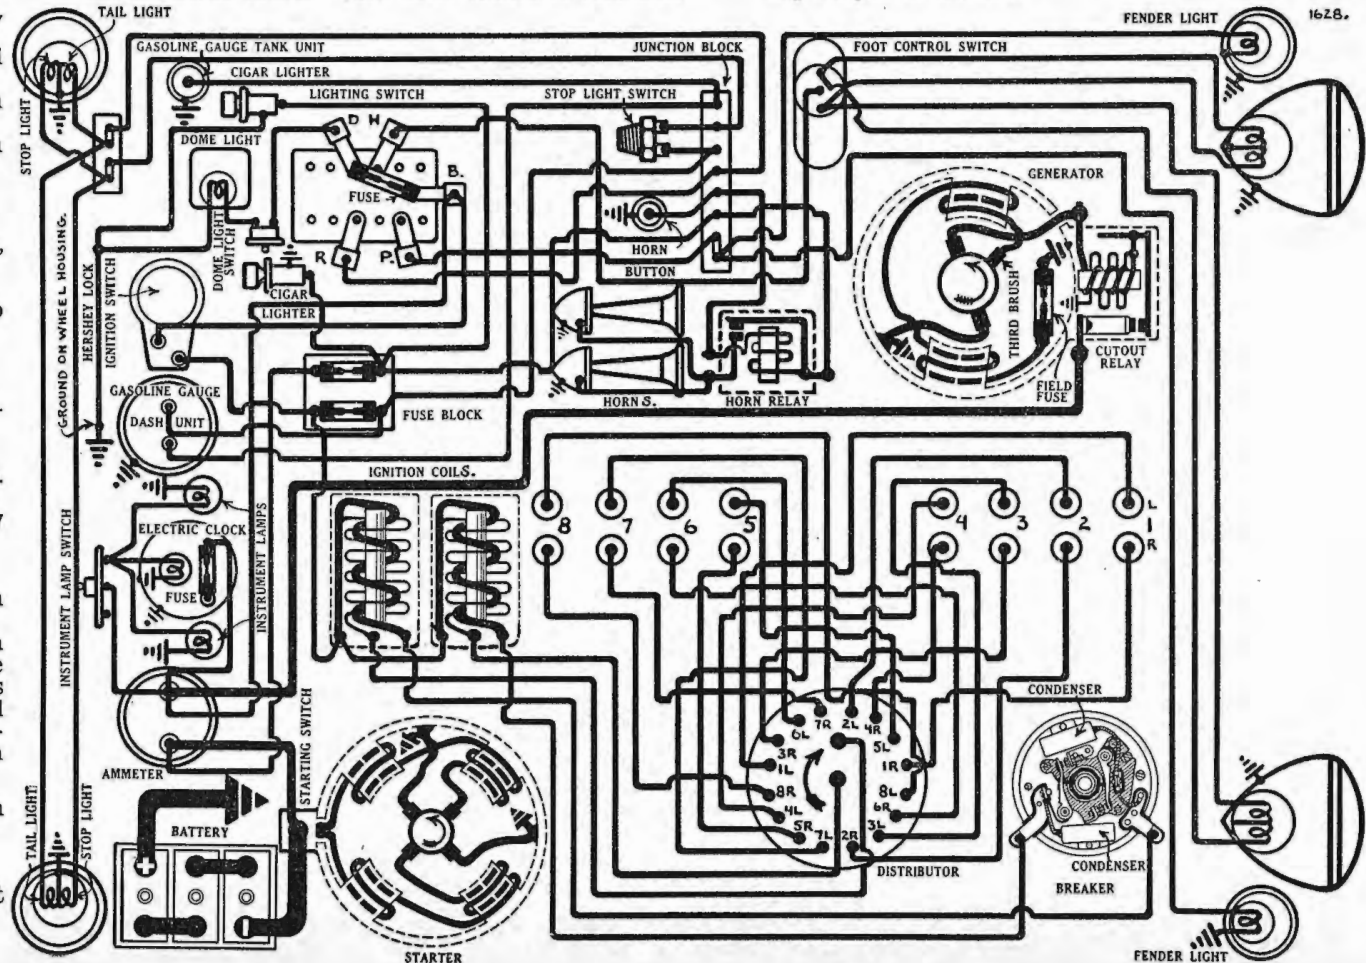 TAIL LIGHT
FENDER LIGHT
1628.
GASOLINE GAUGE TANK UNIT
JUNCTION BLOCK
FOOT CONTROL SWITCH
CIGAR LIGHTER
LIGHTING SWITCH
STOP LIGHT SWITCH
STOP LIGHT
D H
DOME LIGHT
B.
FUSE
GENERATOR
DOME LIGHT
SWITCH
R
P.
HORN
BUTTON
CIGAR
LIGHTER
GROUND ON WHEEL HOUSING.
HERSHEY LOCK
IGNITION SWITCH
THIRD BRUSH
CUTOUT
RELAY
FIELD
FUSE
GASOLINE GAUGE
DASH UNIT
FUSE BLOCK
HORNS.
HORN RELAY
IGNITION COILS.
8
7
6
5
4
3
2
L
1
R
ELECTRIC CLOCK
FUSE
INSTRUMENT LAMPS
INSTRUMENT LAMP SWITCH
AMMETER
STARTING SWITCH
CONDENSER
7R
2L
6L
4R
3R
5L
1L
1R
8R
8L
4L
6R
5R
3L
7L
2R
DISTRIBUTOR
CONDENSER
BREAKER
TAIL LIGHT
STOP LIGHT
BATTERY
STARTER
FENDER LIGHT